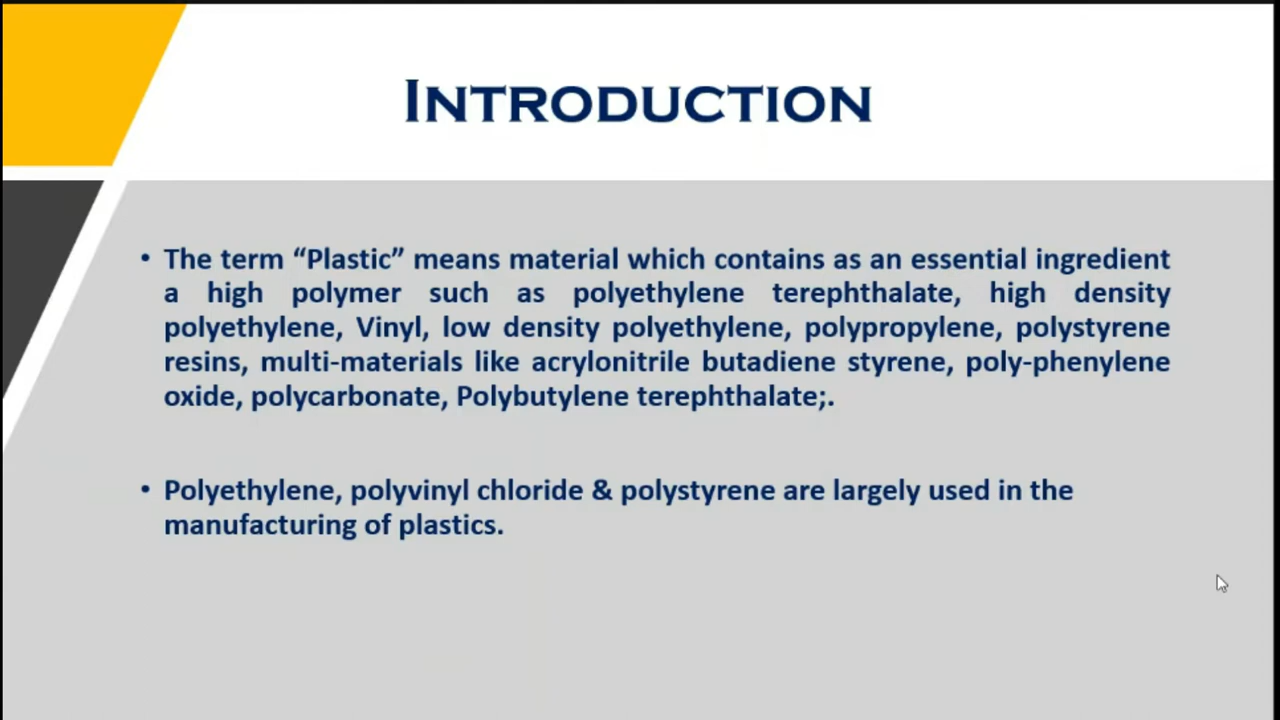 INTRODUCTION
• The term “Plastic” means material which contains as an essential ingredient
a high polymer such as polyethylene terephthalate, high density
polyethylene, Vinyl, low density polyethylene, polypropylene, polystyrene
resins, multi-materials like acrylonitrile butadiene styrene, poly-phenylene
oxide, polycarbonate, Polybutylene terephthalate;.
• Polyethylene, polyvinyl chloride & polystyrene are largely used in the
manufacturing of plastics.